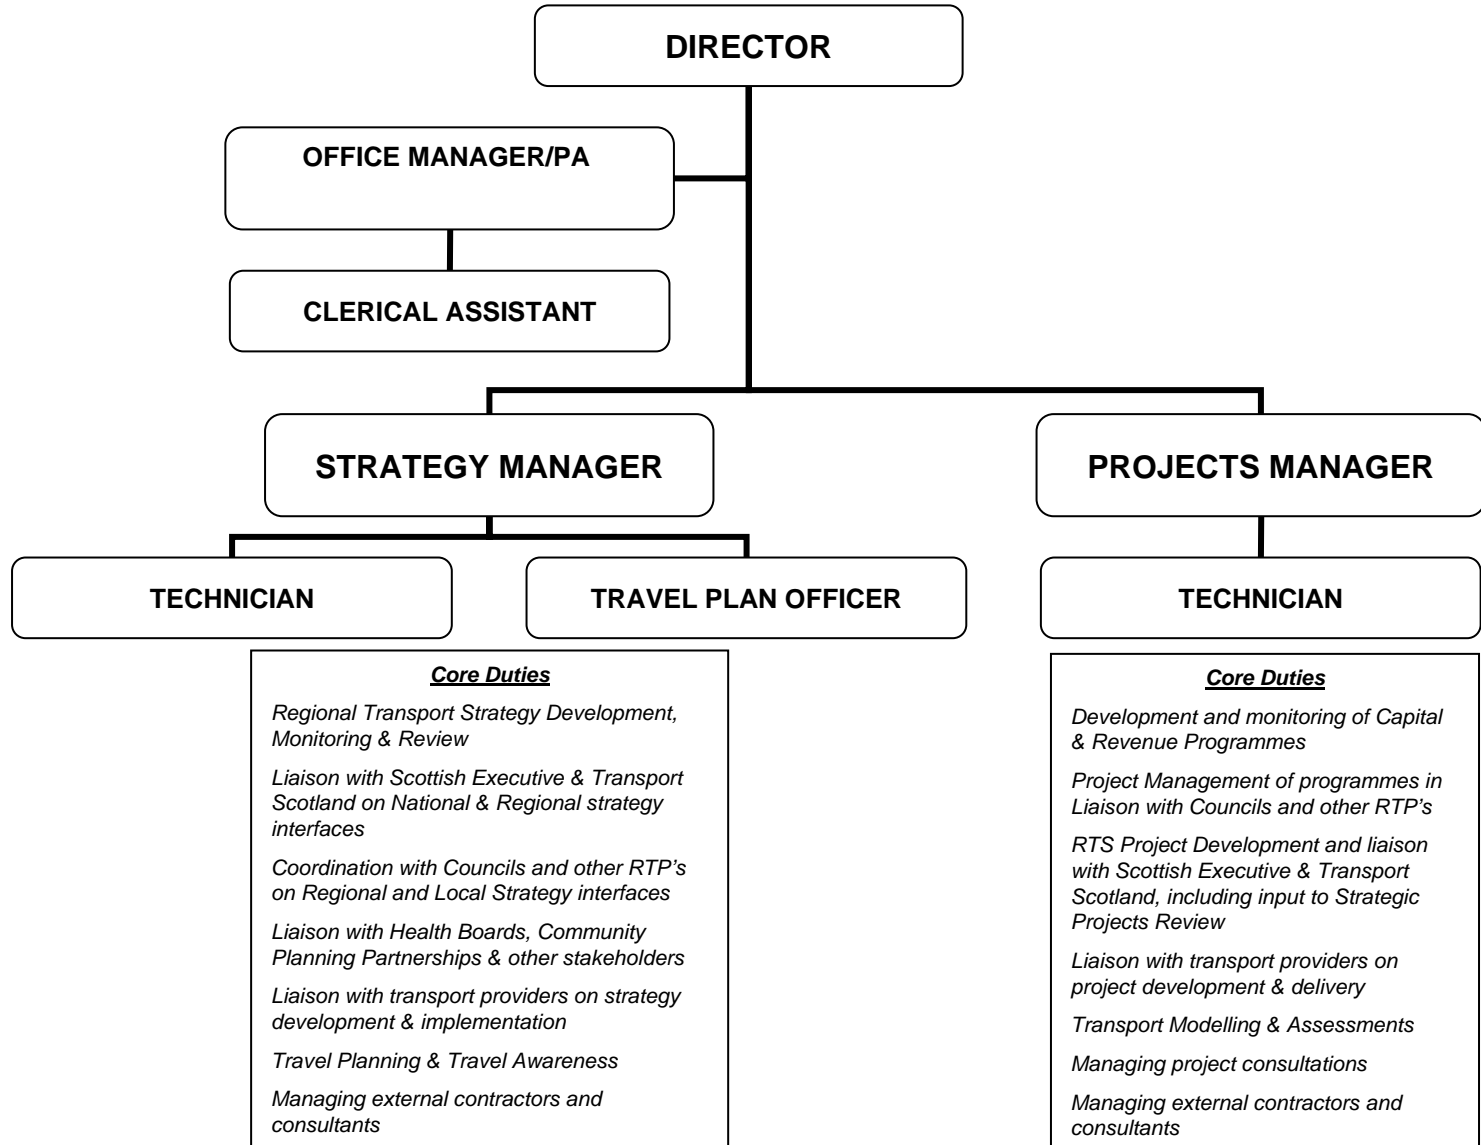 DIRECTOR
OFFICE MANAGER/PA
CLERICAL ASSISTANT
STRATEGY MANAGER
PROJECTS MANAGER
TECHNICIAN
TRAVEL PLAN OFFICER
TECHNICIAN
Core Duties
Regional Transport Strategy Development,
Monitoring & Review
Liaison with Scottish Executive & Transport
Scotland on National & Regional strategy
interfaces
Coordination with Councils and other RTP's
on Regional and Local Strategy interfaces
Liaison with Health Boards, Community
Planning Partnerships & other stakeholders
Liaison with transport providers on strategy
development & implementation
Travel Planning & Travel Awareness
Managing external contractors and
consultants
Core Duties
Development and monitoring of Capital
& Revenue Programmes
Project Management of programmes in
Liaison with Councils and other RTP's
RTS Project Development and liaison
with Scottish Executive & Transport
Scotland, including input to Strategic
Projects Review
Liaison with transport providers on
project development & delivery
Transport Modelling & Assessments
Managing project consultations
Managing external contractors and
consultants